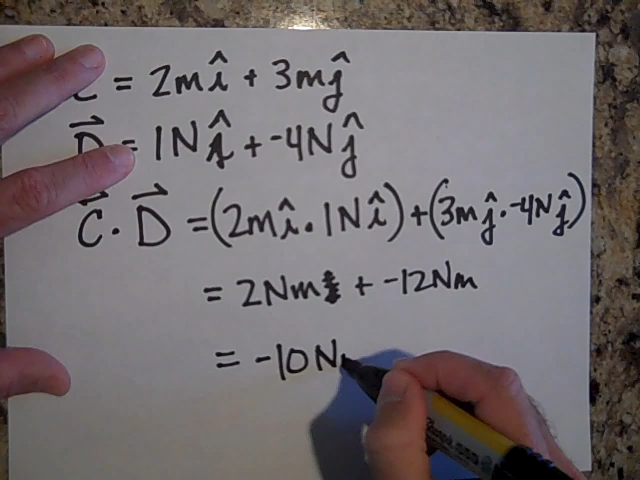 C = 2m î + 3m ĵ
D⃗ = 1N î + -4N ĵ
C⃗ · D⃗ = (2m î · 1N î) + (3m ĵ · -4N ĵ)
= 2Nm + -12Nm
= -10N